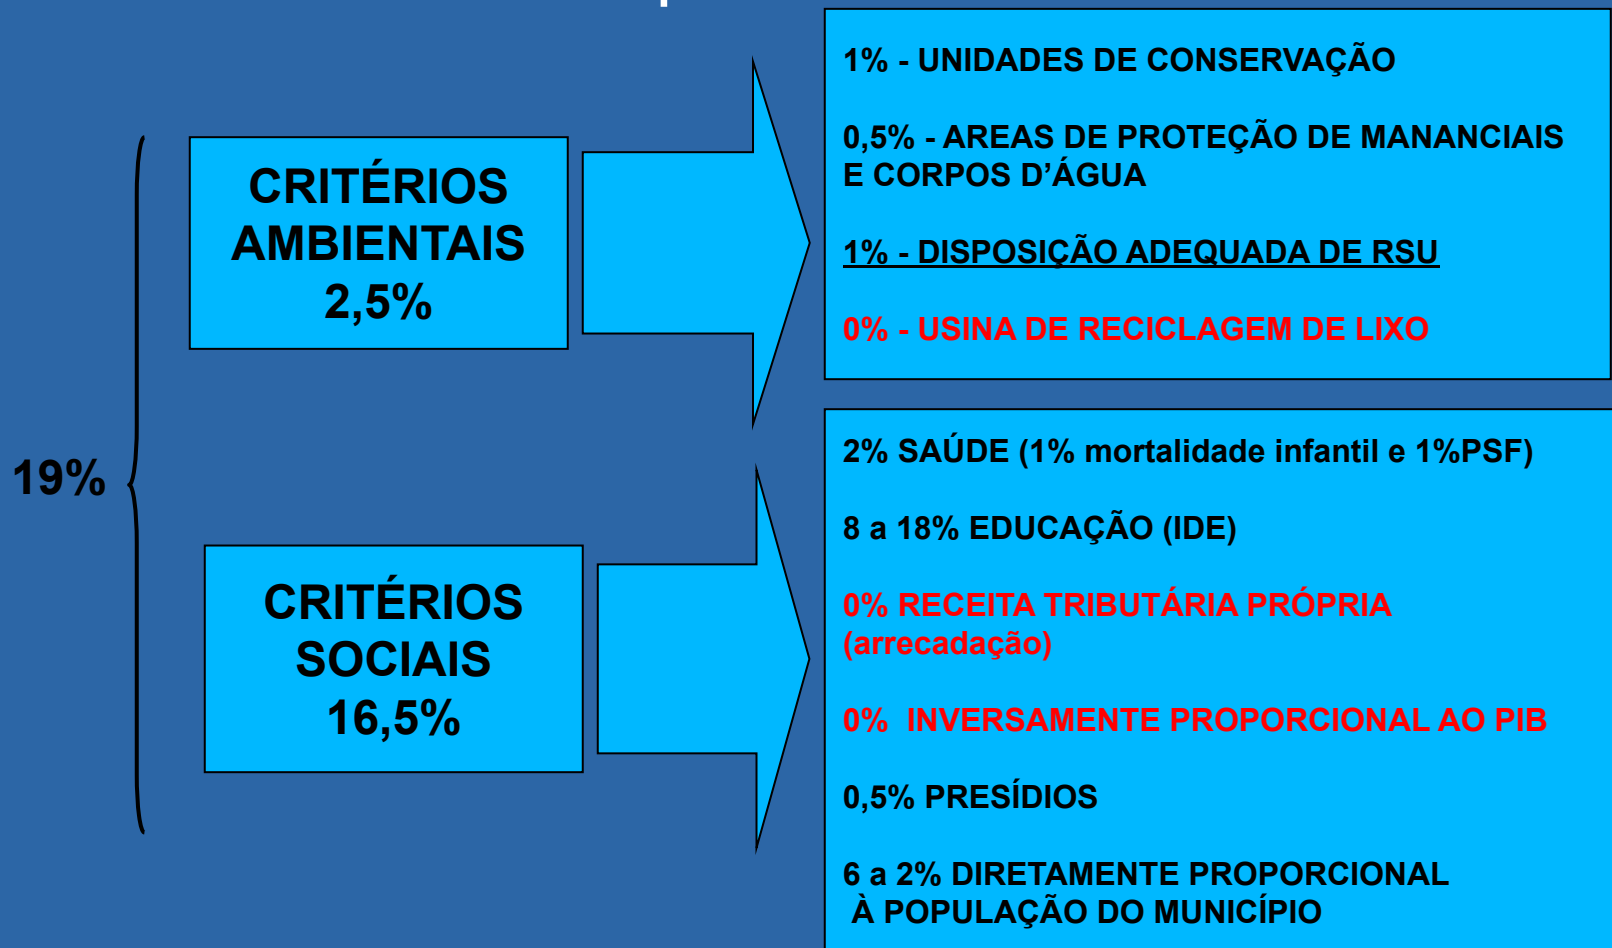 19%
CRITÉRIOS
AMBIENTAIS
2,5%
1% - UNIDADES DE CONSERVAÇÃO
0,5% - AREAS DE PROTEÇÃO DE MANANCIAIS
E CORPOS D’ÁGUA
1% - DISPOSIÇÃO ADEQUADA DE RSU
0% - USINA DE RECICLAGEM DE LIXO
CRITÉRIOS
SOCIAIS
16,5%
2% SAÚDE (1% mortalidade infantil e 1%PSF)
8 a 18% EDUCAÇÃO (IDE)
0% RECEITA TRIBUTÁRIA PRÓPRIA
(arrecadação)
0% INVERSAMENTE PROPORCIONAL AO PIB
0,5% PRESÍDIOS
6 a 2% DIRETAMENTE PROPORCIONAL
À POPULAÇÃO DO MUNICÍPIO